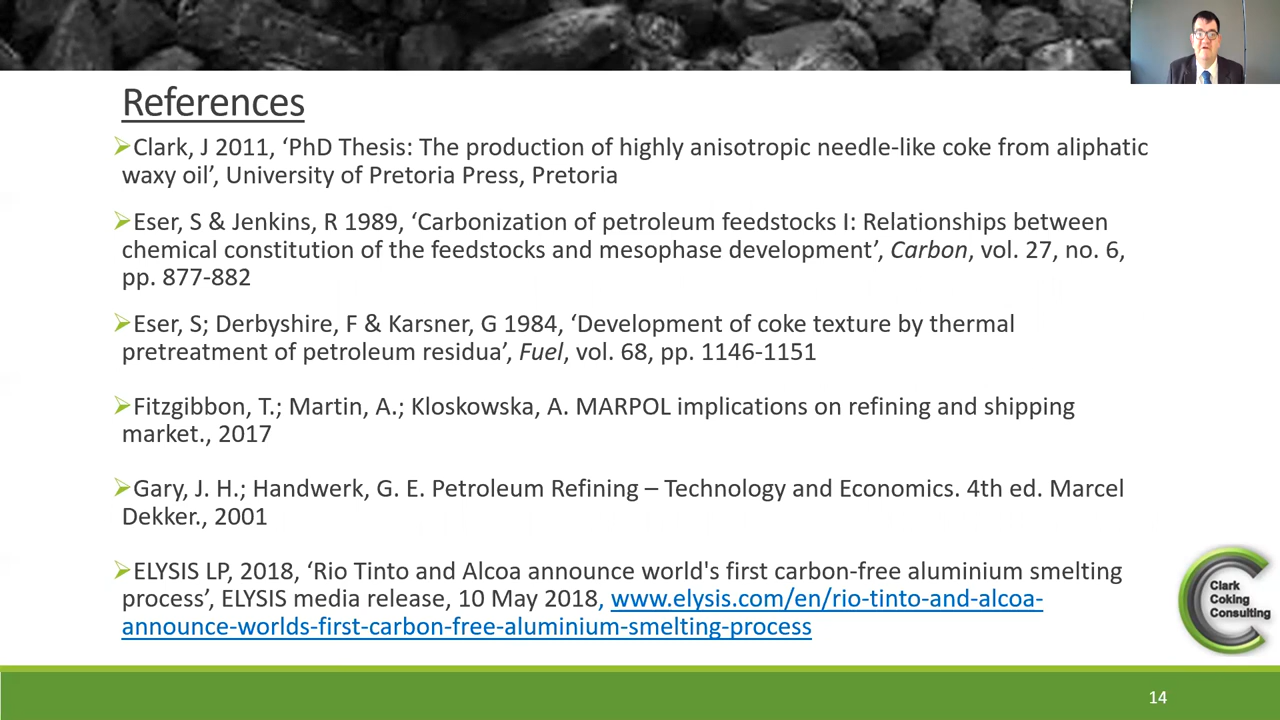 References
➢Clark, J 2011, ‘PhD Thesis: The production of highly anisotropic needle-like coke from aliphatic
waxy oil’, University of Pretoria Press, Pretoria
➢Eser, S & Jenkins, R 1989, ‘Carbonization of petroleum feedstocks I: Relationships between
chemical constitution of the feedstocks and mesophase development’, Carbon, vol. 27, no. 6,
pp. 877-882
➢Eser, S; Derbyshire, F & Karsner, G 1984, ‘Development of coke texture by thermal
pretreatment of petroleum residua’, Fuel, vol. 68, pp. 1146-1151
➢Fitzgibbon, T.; Martin, A.; Kloskowska, A. MARPOL implications on refining and shipping
market., 2017
➢Gary, J. H.; Handwerk, G. E. Petroleum Refining – Technology and Economics. 4th ed. Marcel
Dekker., 2001
➢ELYSIS LP, 2018, ‘Rio Tinto and Alcoa announce world's first carbon-free aluminium smelting
process’, ELYSIS media release, 10 May 2018, www.elysis.com/en/rio-tinto-and-alcoa-
announce-worlds-first-carbon-free-aluminium-smelting-process
Clark
Coking
Consulting
14